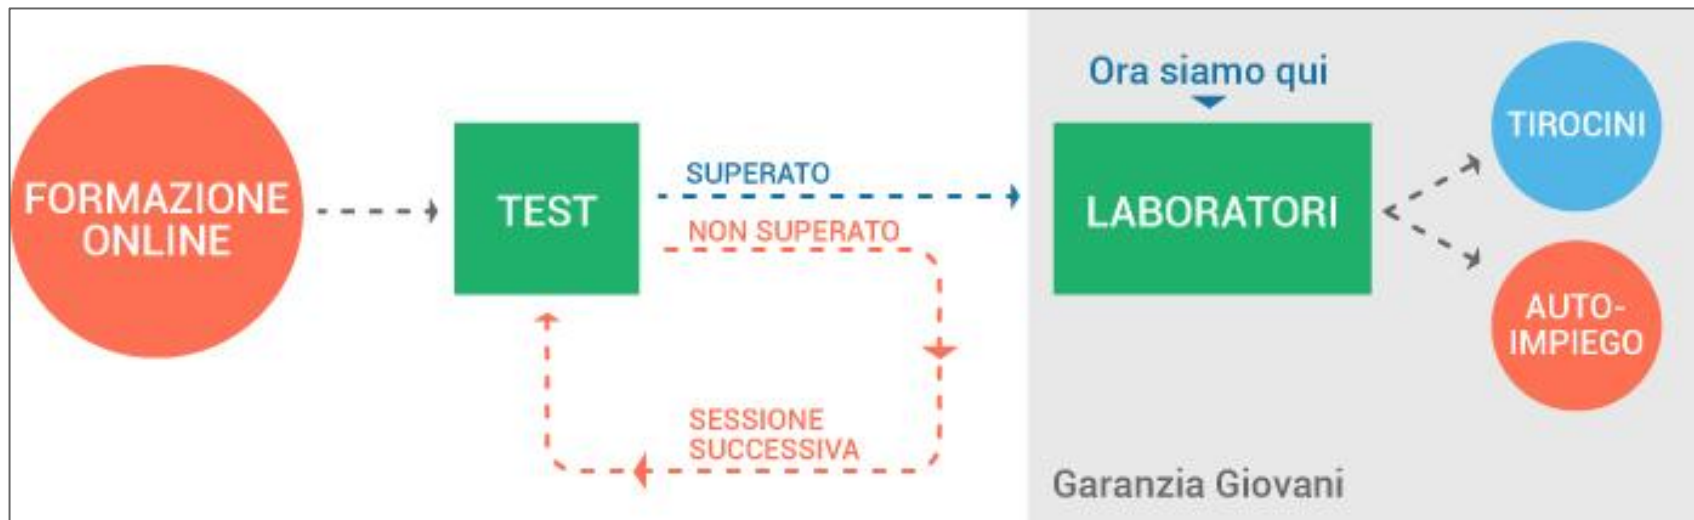 FORMAZIONE
ONLINE
TEST
SUPERATO
NON SUPERATO
SESSIONE
SUCCESSIVA
Ora siamo qui
LABORATORI
TIROCINI
AUTO-
IMPIEGO
Garanzia Giovani